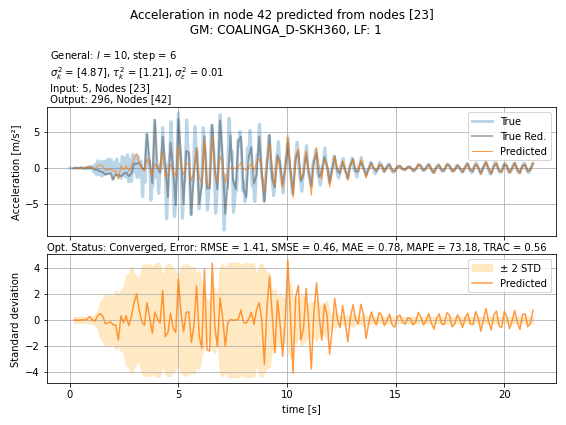 Acceleration in node 42 predicted from nodes [23]
GM: COALINGA_D-SKH360, LF: 1
General: l = 10, step = 6
σ²ₖ = [4.87], τ²ₖ = [1.21], σ²ₑ = 0.01
Input: 5, Nodes [23]
Output: 296, Nodes [42]
Acceleration [m/s²]
5
0
−5
True
True Red.
Predicted
Opt. Status: Converged, Error: RMSE = 1.41, SMSE = 0.46, MAE = 0.78, MAPE = 73.18, TRAC = 0.56
Standard deviation
4
2
0
−2
−4
± 2 STD
Predicted
0 5 10 15 20
time [s]